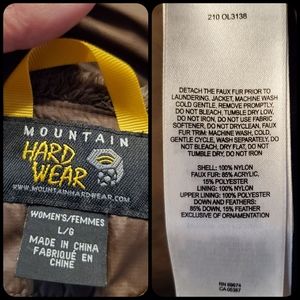 MOUNTAIN
HARD
WEAR
WWW.MOUNTAINHARDWEAR.COM
WOMEN'S/FEMMES
L/G
MADE IN CHINA
FABRIQUÉ EN
CHINE
210 OL3138
DETACH THE FAUX FUR PRIOR TO
LAUNDERING, JACKET, MACHINE WASH
COLD GENTLE, REMOVE PROMPTLY,
DO NOT BLEACH, TUMBLE DRY LOW,
DO NOT IRON, DO NOT USE FABRIC
SOFTENER, DO NOT DRYCLEAN, FAUX
FUR TRIM: MACHINE WASH, COLD,
GENTLE CYCLE, WASH SEPARATELY, DO
NOT BLEACH, DRY FLAT, DO NOT
TUMBLE DRY, DO NOT IRON
SHELL: 100% NYLON
FAUX FUR: 85% ACRYLIC,
15% POLYESTER
LINING: 100% NYLON
UPPER LINING: 100% POLYESTER
DOWN AND FEATHERS:
85% DOWN, 15% FEATHER
EXCLUSIVE OF ORNAMENTATION
RN 89674
CA 05367